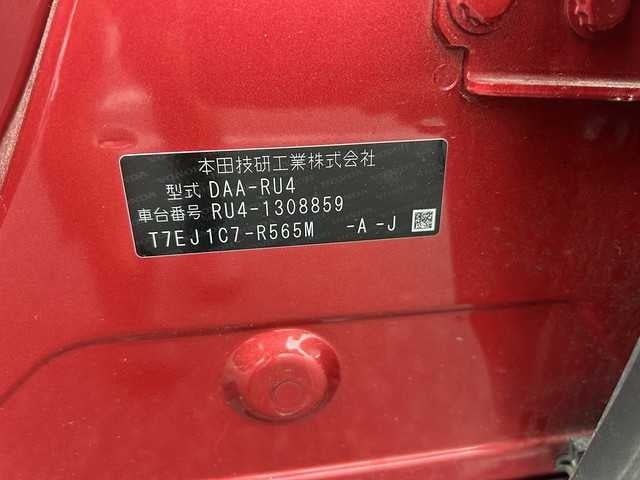 本田技研工業株式会社
型式 DAA-RU4
車台番号 RU4-1308859
T7EJ1C7-R565M -A -J